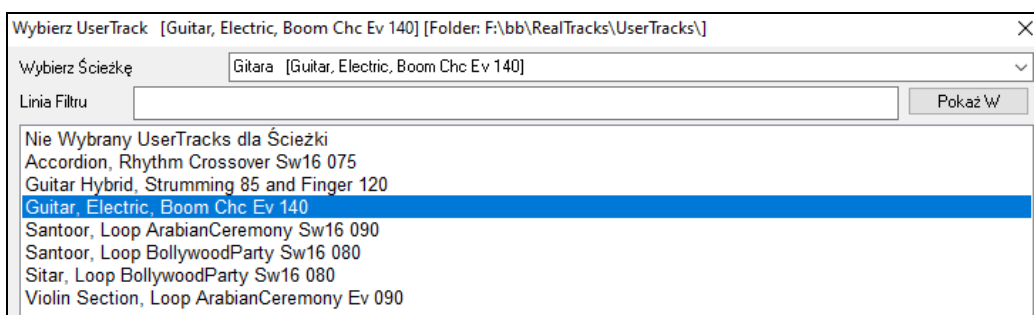 Wybierz UserTrack [Guitar, Electric, Boom Chc Ev 140] [Folder: F:\bb\RealTracks\UserTracks\]
Wybierz Ścieżkę Gitara [Guitar, Electric, Boom Chc Ev 140]
Linia Filtru Pokaż W
Nie Wybrany UserTracks dla Ścieżki
Accordion, Rhythm Crossover Sw16 075
Guitar Hybrid, Strumming 85 and Finger 120
Guitar, Electric, Boom Chc Ev 140
Santoor, Loop ArabianCeremony Sw16 090
Santoor, Loop BollywoodParty Sw16 080
Sitar, Loop BollywoodParty Sw16 080
Violin Section, Loop ArabianCeremony Ev 090